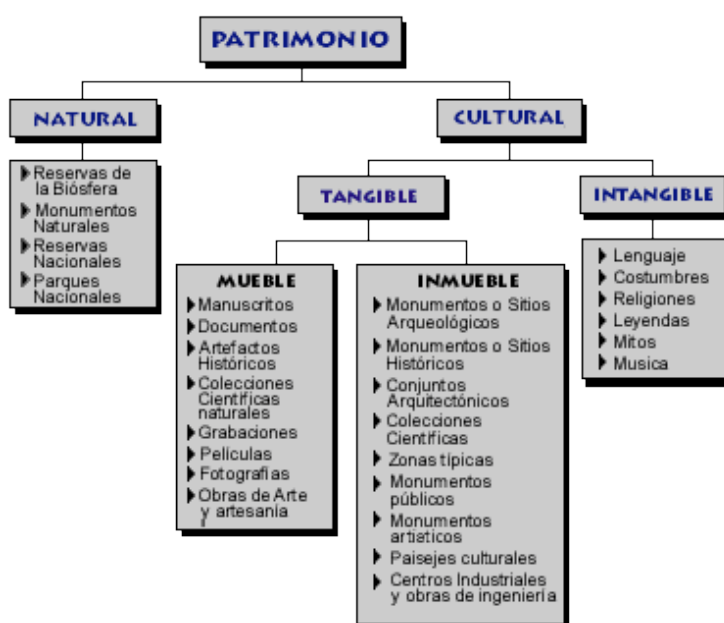 PATRIMONIO
NATURAL
Reservas de
la Biósfera
Monumentos
Naturales
Reservas
Nacionales
Parques
Nacionales
CULTURAL
TANGIBLE
MUEBLE
Manuscritos
Documentos
Artefactos
Históricos
Colecciones
Científicas
naturales
Grabaciones
Películas
Fotografías
Obras de Arte
y artesanía
INMUEBLE
Monumentos o Sitios
Arqueológicos
Monumentos o Sitios
Históricos
Conjuntos
Arquitectónicos
Colecciones
Científicas
Zonas típicas
Monumentos
públicos
Monumentos
artiaticos
Paisejes culturales
Centros Industriales
y obras de ingeniería
INTANGIBLE
Lenguaje
Costumbres
Religiones
Leyendas
Mitos
Musica